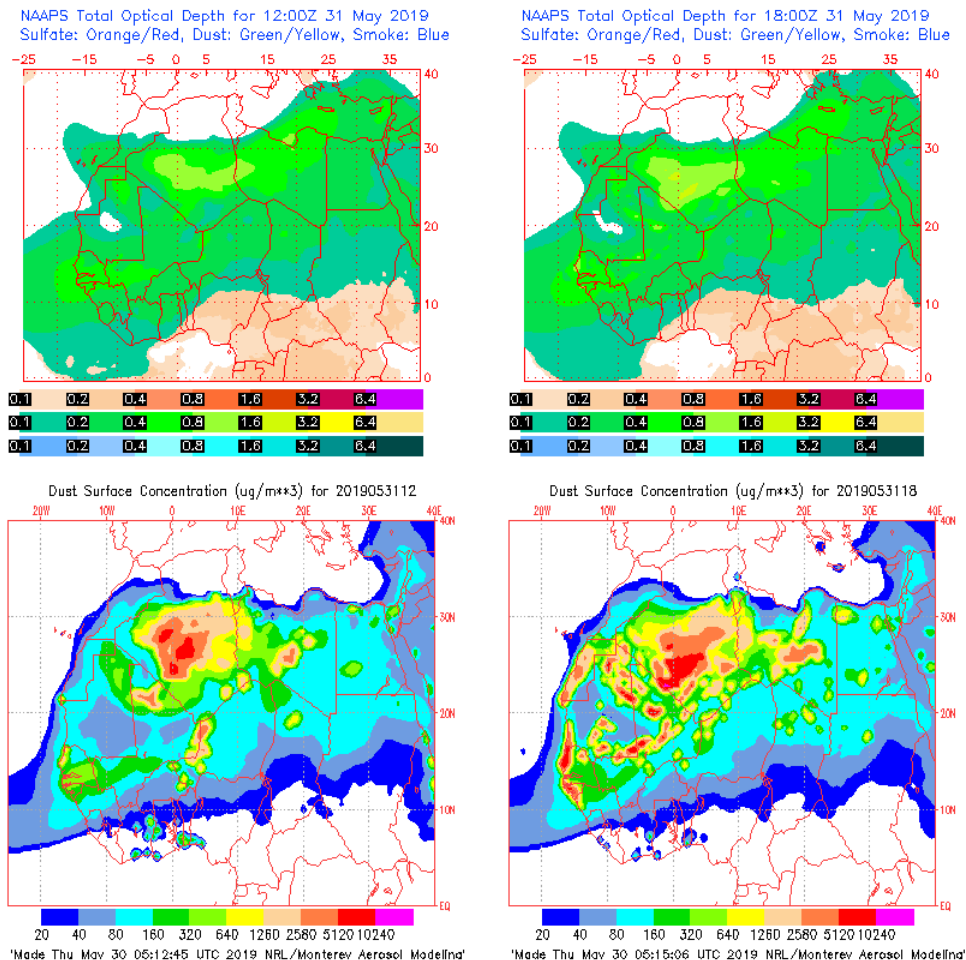 NAAPS Total Optical Depth for 12:00Z 31 May 2019
Sulfate: Orange/Red, Dust: Green/Yellow, Smoke: Blue
-25 -15 -5 0 5 15 25 35
40
30
20
10
0
0.1 0.2 0.4 0.8 1.6 3.2 6.4
0.1 0.2 0.4 0.8 1.6 3.2 6.4
0.1 0.2 0.4 0.8 1.6 3.2 6.4
NAAPS Total Optical Depth for 18:00Z 31 May 2019
Sulfate: Orange/Red, Dust: Green/Yellow, Smoke: Blue
-25 -15 -5 0 5 15 25 35
40
30
20
10
0
0.1 0.2 0.4 0.8 1.6 3.2 6.4
0.1 0.2 0.4 0.8 1.6 3.2 6.4
0.1 0.2 0.4 0.8 1.6 3.2 6.4
Dust Surface Concentration (ug/m**3) for 2019053112
20W 10W 0 10E 20E 30E 40E
40N
30N
20N
10N
EQ
20 40 80 160 320 640 1260 2580 5120 10240
'Made Thu May 30 05:12:45 UTC 2019 NRL/Monterey Aerosol Modeling'
Dust Surface Concentration (ug/m**3) for 2019053118
20W 10W 0 10E 20E 30E 40E
40N
30N
20N
10N
EQ
20 40 80 160 320 640 1260 2580 5120 10240
'Made Thu May 30 05:15:06 UTC 2019 NRL/Monterey Aerosol Modeling'